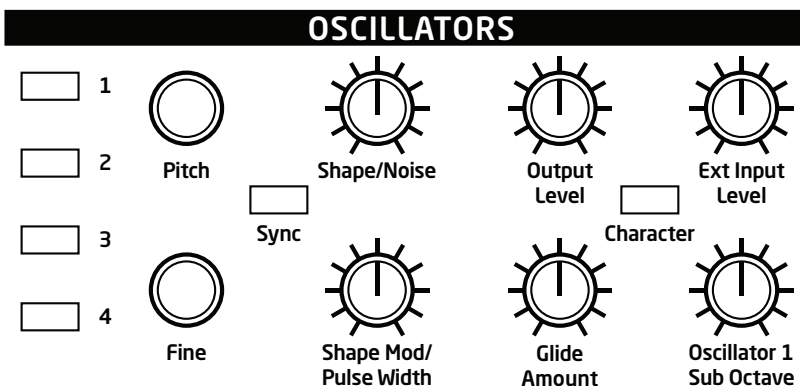 OSCILLATORS
1
2
3
4
Pitch
Shape/Noise
Output
Level
Ext Input
Level
Sync
Character
Fine
Shape Mod/
Pulse Width
Glide
Amount
Oscillator 1
Sub Octave